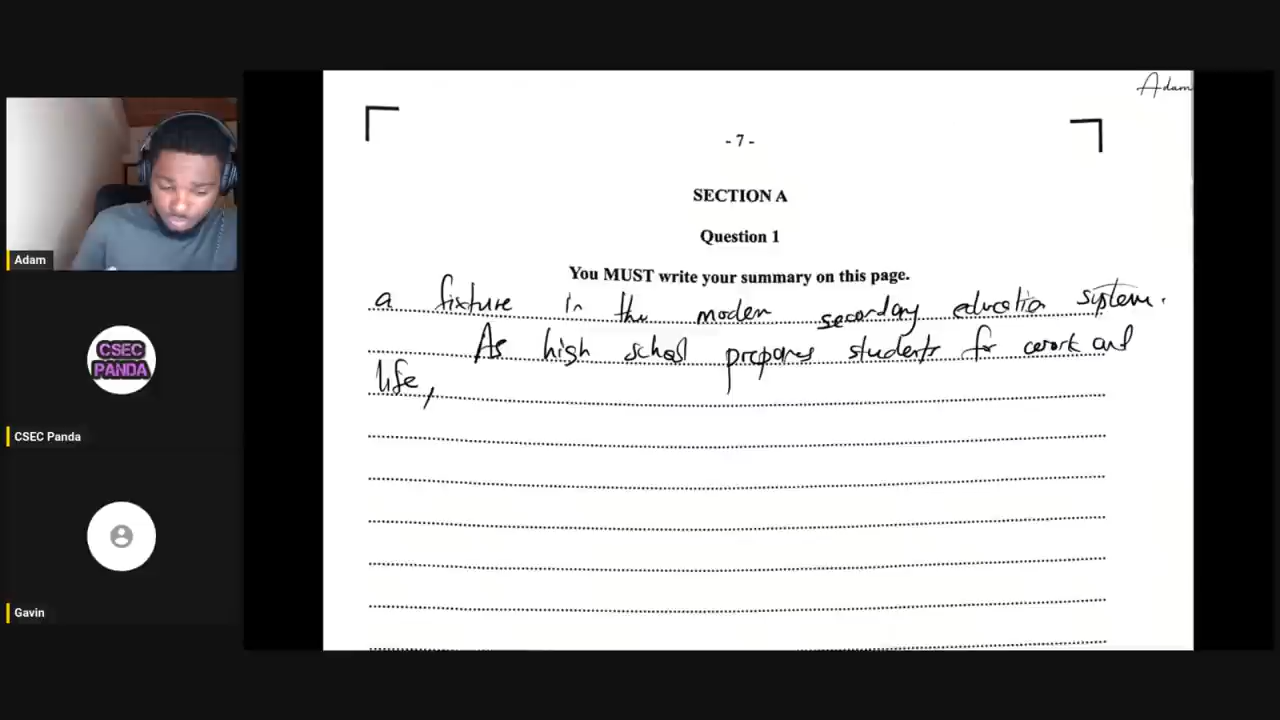 Adam
- 7 -
SECTION A
Question 1
You MUST write your summary on this page.
a fixture in the modern secondary education system.
As high school prepares students for work and
life,
Adam
CSEC
PANDA
CSEC Panda
Gavin